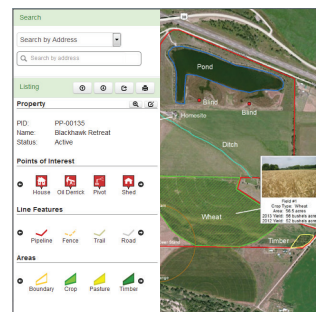 Search
Search by Address
Search by address
Listing
Property
PID: PP-00135
Name: Blackhawk Retreat
Status: Active
Points of Interest
House Oil Derrick Pivot Shed
Line Features
Pipeline Fence Trail Road
Areas
Boundary Crop Pasture Timber
Pond
Blind
Blind
Homesite
Ditch
Wheat
Field #1
Crop Type: Wheat
Timber